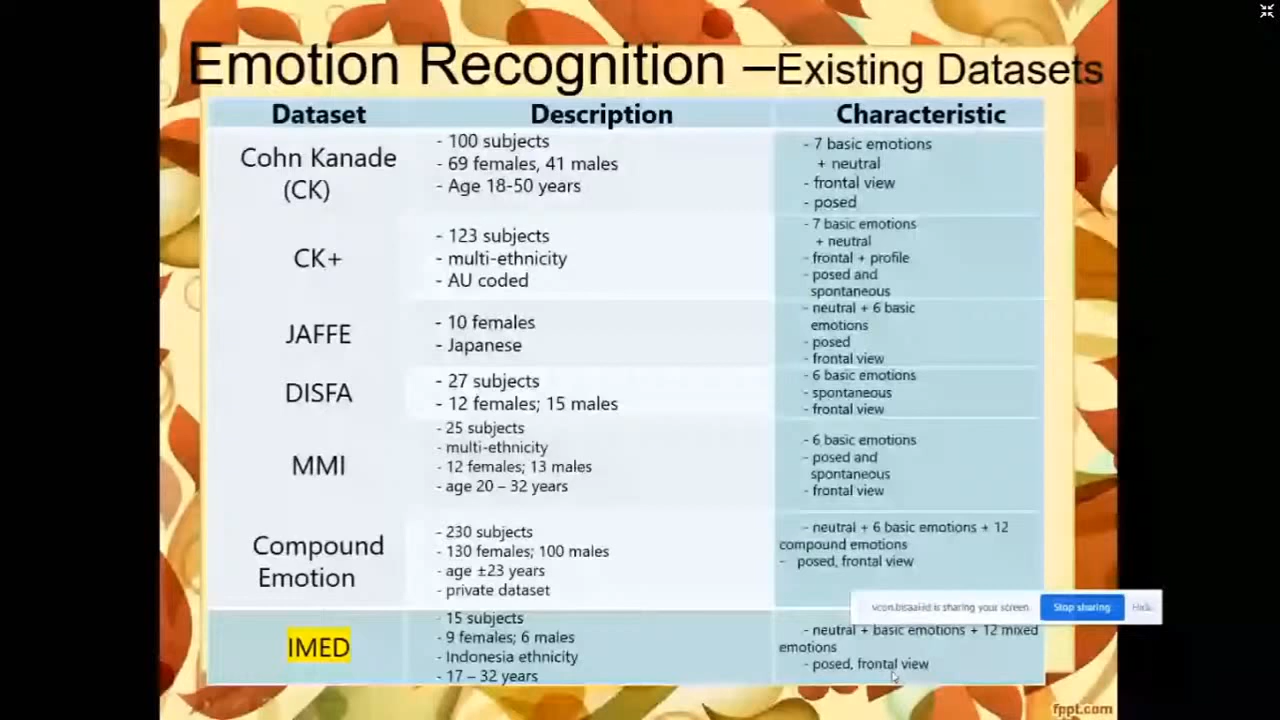 Emotion Recognition –Existing Datasets
Dataset
Description
Characteristic
Cohn Kanade
(CK)
- 100 subjects
- 69 females, 41 males
- Age 18-50 years
- 7 basic emotions
+ neutral
- frontal view
- posed
CK+
- 123 subjects
- multi-ethnicity
- AU coded
- 7 basic emotions
+ neutral
- frontal + profile
- posed and
spontaneous
JAFFE
- 10 females
- Japanese
- neutral + 6 basic
emotions
- posed
- frontal view
DISFA
- 27 subjects
- 12 females; 15 males
- 6 basic emotions
- spontaneous
- frontal view
MMI
- 25 subjects
- multi-ethnicity
- 12 females; 13 males
- age 20 – 32 years
- 6 basic emotions
- posed and
spontaneous
- frontal view
Compound
Emotion
- 230 subjects
- 130 females; 100 males
- age ±23 years
- private dataset
- neutral + 6 basic emotions + 12
compound emotions
- posed, frontal view
IMED
- 15 subjects
- 9 females; 6 males
- Indonesia ethnicity
- 17 – 32 years
- neutral + basic emotions + 12 mixed
emotions
- posed, frontal view
is sharing your screen.
Stop sharing
Hide
fppt.com